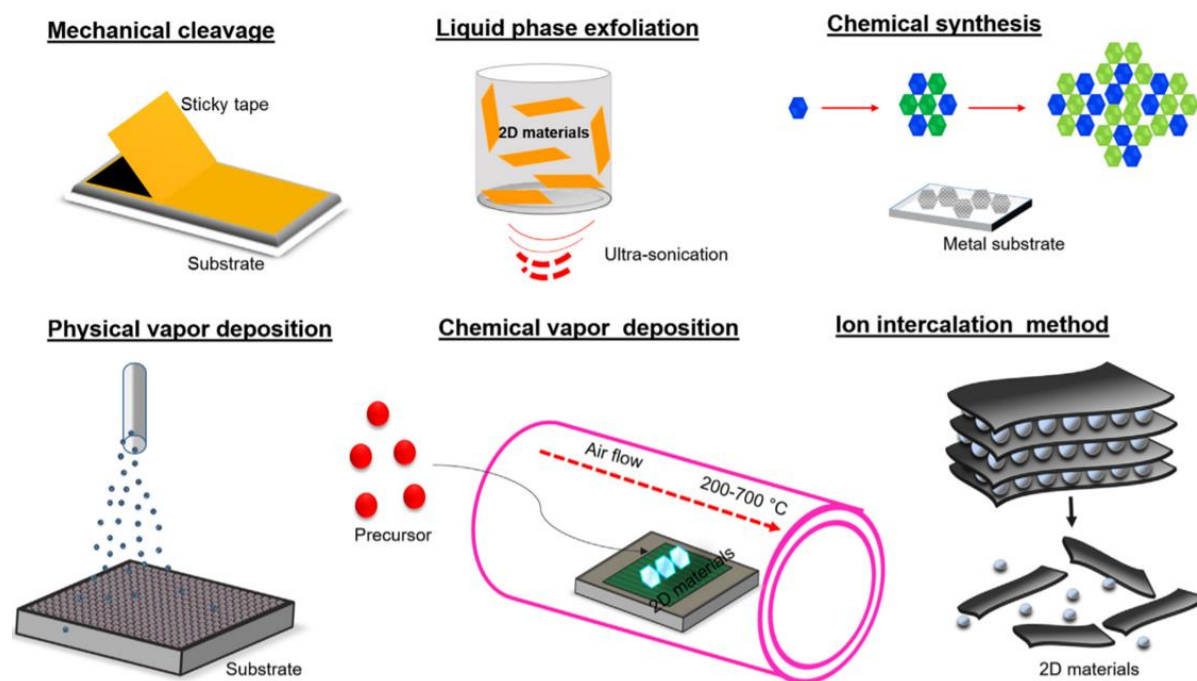 Mechanical cleavage
Sticky tape
Substrate
Liquid phase exfoliation
2D materials
Ultra-sonication
Chemical synthesis
Metal substrate
Physical vapor deposition
Substrate
Chemical vapor deposition
Precursor
Air flow
200-700 °C
2D materials
Ion intercalation method
2D materials